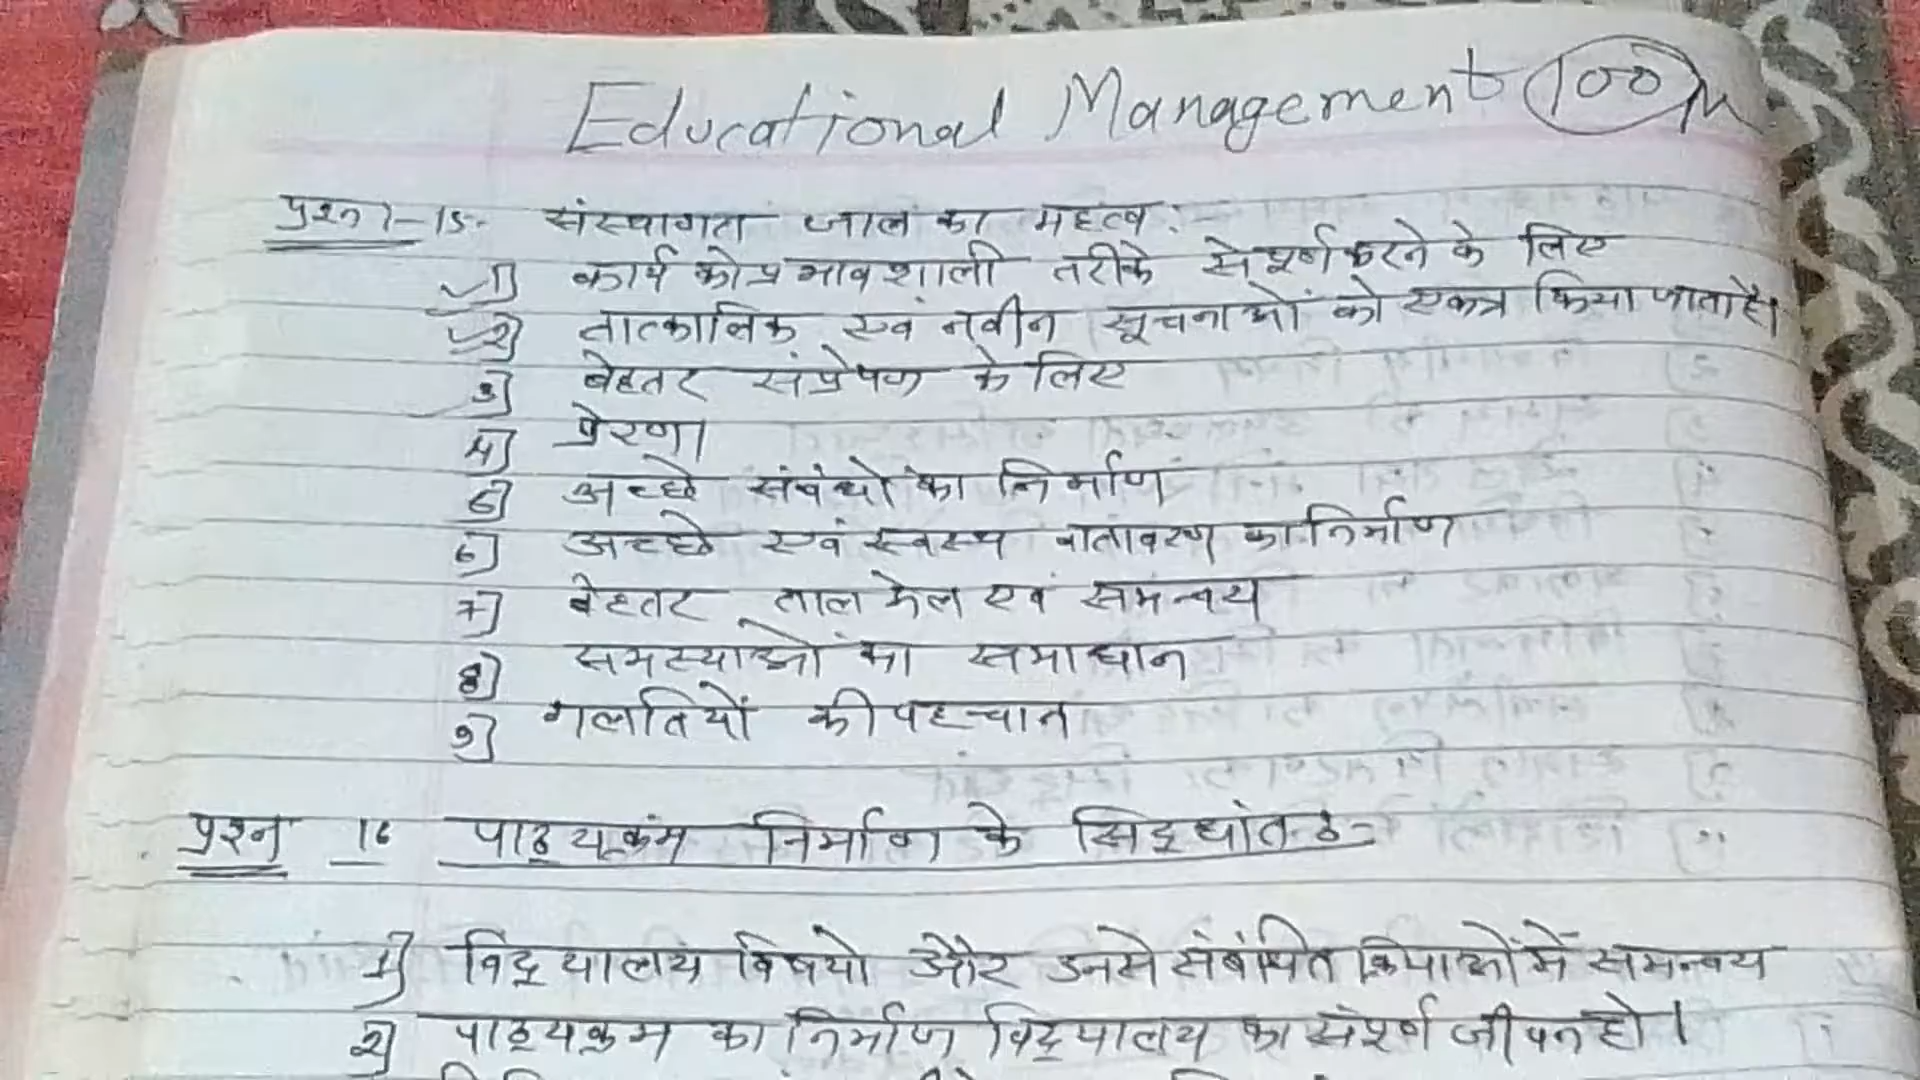 Educational Management 100 M
प्रश्न 1-15- संस्थागत जाल का महत्व:-
1) कार्य को प्रभावशाली तरीके से पूर्ण करने के लिए
2) तात्कालिक एवं नवीन सूचनाओं को एकत्र किया जाता है।
3) बेहतर संप्रेषण के लिए
4) प्रेरणा
5) अच्छे संबंधो का निर्माण
6) अच्छे एवं स्वस्थ वातावरण का निर्माण
7) बेहतर ताल मेल एवं समन्वय
8) समस्याओं का समाधान
9) गलतियों की पहचान
प्रश्न 16 पाठ्यक्रम निर्माण के सिद्धांत:-
1) विद्यालय विषयो और उनसे संबंधित क्रियाओं में समन्वय
2) पाठ्यक्रम का निर्माण विद्यालय का संपूर्ण जीवन हो।